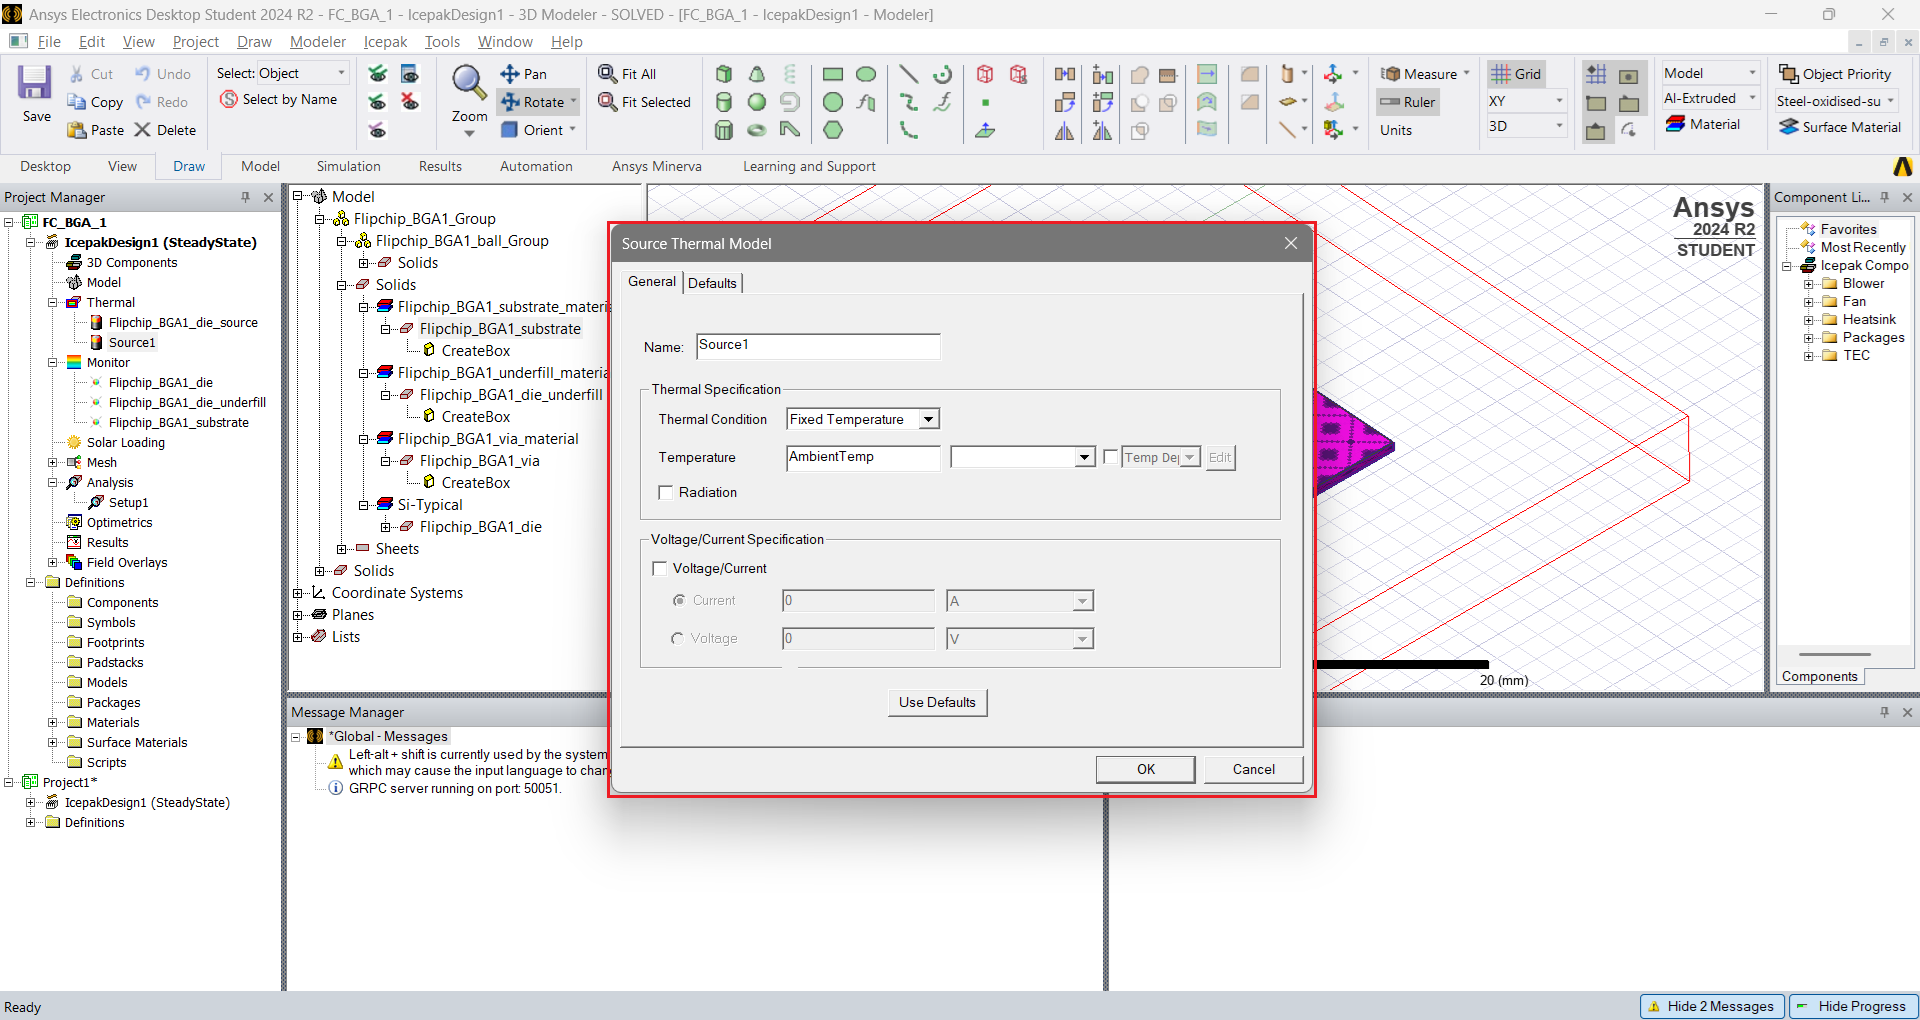 Ansys Electronics Desktop Student 2024 R2 - FC_BGA_1 - IcepakDesign1 - 3D Modeler - SOLVED - [FC_BGA_1 - IcepakDesign1 - Modeler]
File Edit View Project Draw Modeler Icepak Tools Window Help
Save
Cut
Copy
Paste
Undo
Redo
Delete
Select: Object
Select by Name
Zoom
Pan
Rotate
Orient
Fit All
Fit Selected
Measure
Ruler
Units
Grid
XY
3D
Model
Al-Extruded
Material
Object Priority
Steel-oxidised-su
Surface Material
Desktop View Draw Model Simulation Results Automation Ansys Minerva Learning and Support
Project Manager
FC_BGA_1
IcepakDesign1 (SteadyState)
3D Components
Model
Thermal
Flipchip_BGA1_die_source
Source1
Monitor
Flipchip_BGA1_die
Flipchip_BGA1_die_underfill
Flipchip_BGA1_substrate
Solar Loading
Mesh
Analysis
Setup1
Optimetrics
Results
Field Overlays
Definitions
Components
Symbols
Footprints
Padstacks
Models
Packages
Materials
Surface Materials
Scripts
Project1*
IcepakDesign1 (SteadyState)
Definitions
Model
Flipchip_BGA1_Group
Flipchip_BGA1_ball_Group
Solids
Solids
Flipchip_BGA1_substrate_materi
Flipchip_BGA1_substrate
CreateBox
Flipchip_BGA1_underfill_materia
Flipchip_BGA1_die_underfill
CreateBox
Flipchip_BGA1_via_material
Flipchip_BGA1_via
CreateBox
Si-Typical
Flipchip_BGA1_die
Sheets
Solids
Coordinate Systems
Planes
Lists
Source Thermal Model
General Defaults
Name: Source1
Thermal Specification
Thermal Condition Fixed Temperature
Temperature AmbientTemp Temp De Edit
Radiation
Voltage/Current Specification
Voltage/Current
Current 0 A
Voltage 0 V
Use Defaults
OK Cancel
Ansys
2024 R2
STUDENT
20 (mm)
Component Li...
Favorites
Most Recently
Icepak Compo
Blower
Fan
Heatsink
Packages
TEC
Components
Message Manager
*Global - Messages
Left-alt + shift is currently used by the system
which may cause the input language to chan
GRPC server running on port: 50051.
Ready
Hide 2 Messages
Hide Progress